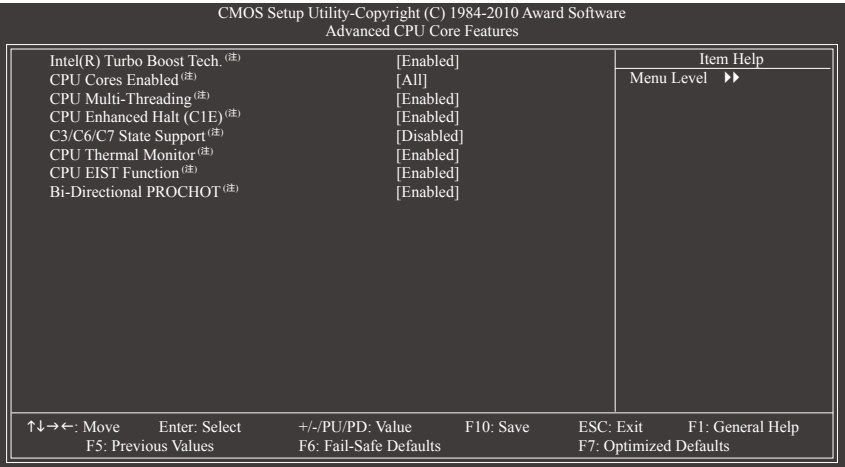 CMOS Setup Utility-Copyright (C) 1984-2010 Award Software
Advanced CPU Core Features
Intel(R) Turbo Boost Tech. (注) [Enabled] Item Help
CPU Cores Enabled (注) [All] Menu Level ▶▶
CPU Multi-Threading (注) [Enabled]
CPU Enhanced Halt (C1E) (注) [Enabled]
C3/C6/C7 State Support (注) [Disabled]
CPU Thermal Monitor (注) [Enabled]
CPU EIST Function (注) [Enabled]
Bi-Directional PROCHOT (注) [Enabled]
↑↓→←: Move Enter: Select +/-/PU/PD: Value F10: Save ESC: Exit F1: General Help
F5: Previous Values F6: Fail-Safe Defaults F7: Optimized Defaults